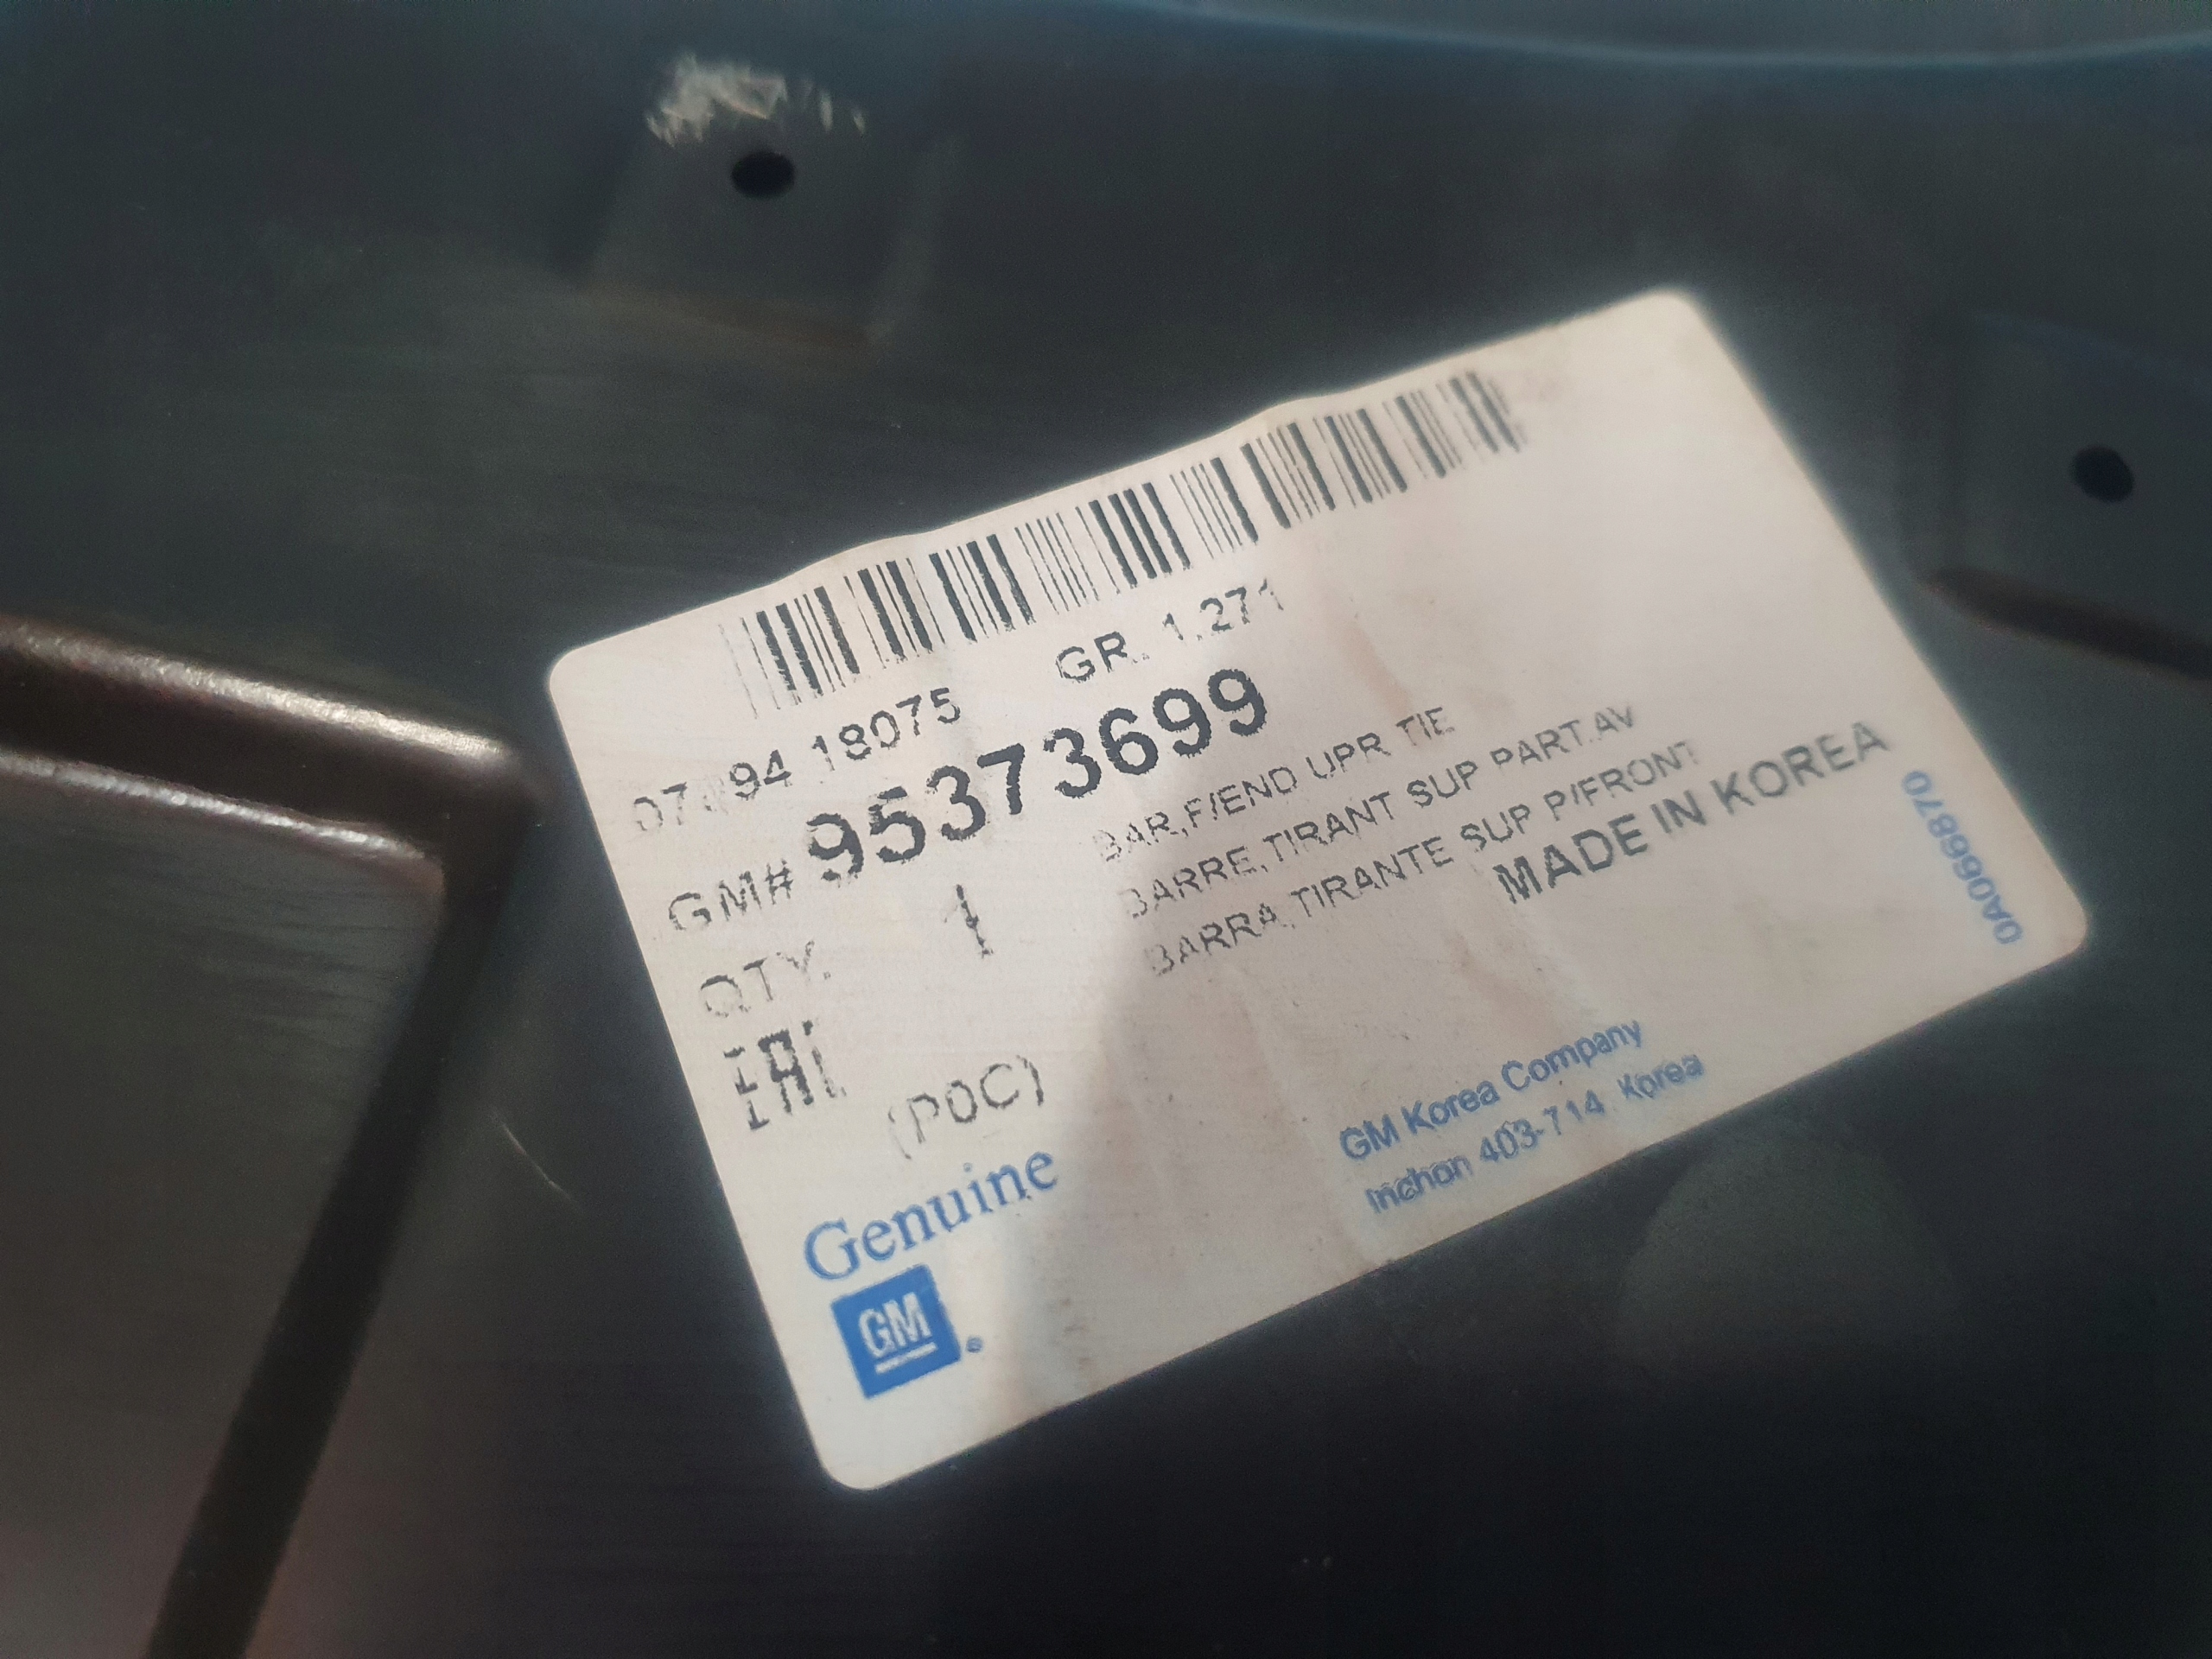 94 18075 GR. 1.271
GM# 95373699
QTY. 1
BAR,F/END UPR TIE
BARRE,TIRANT SUP PART.AV
BARRA,TIRANTE SUP P/FRONT
MADE IN KOREA
0A066870
EAC
(P0C)
Genuine
GM
GM Korea Company
Inchon 403-714, Korea